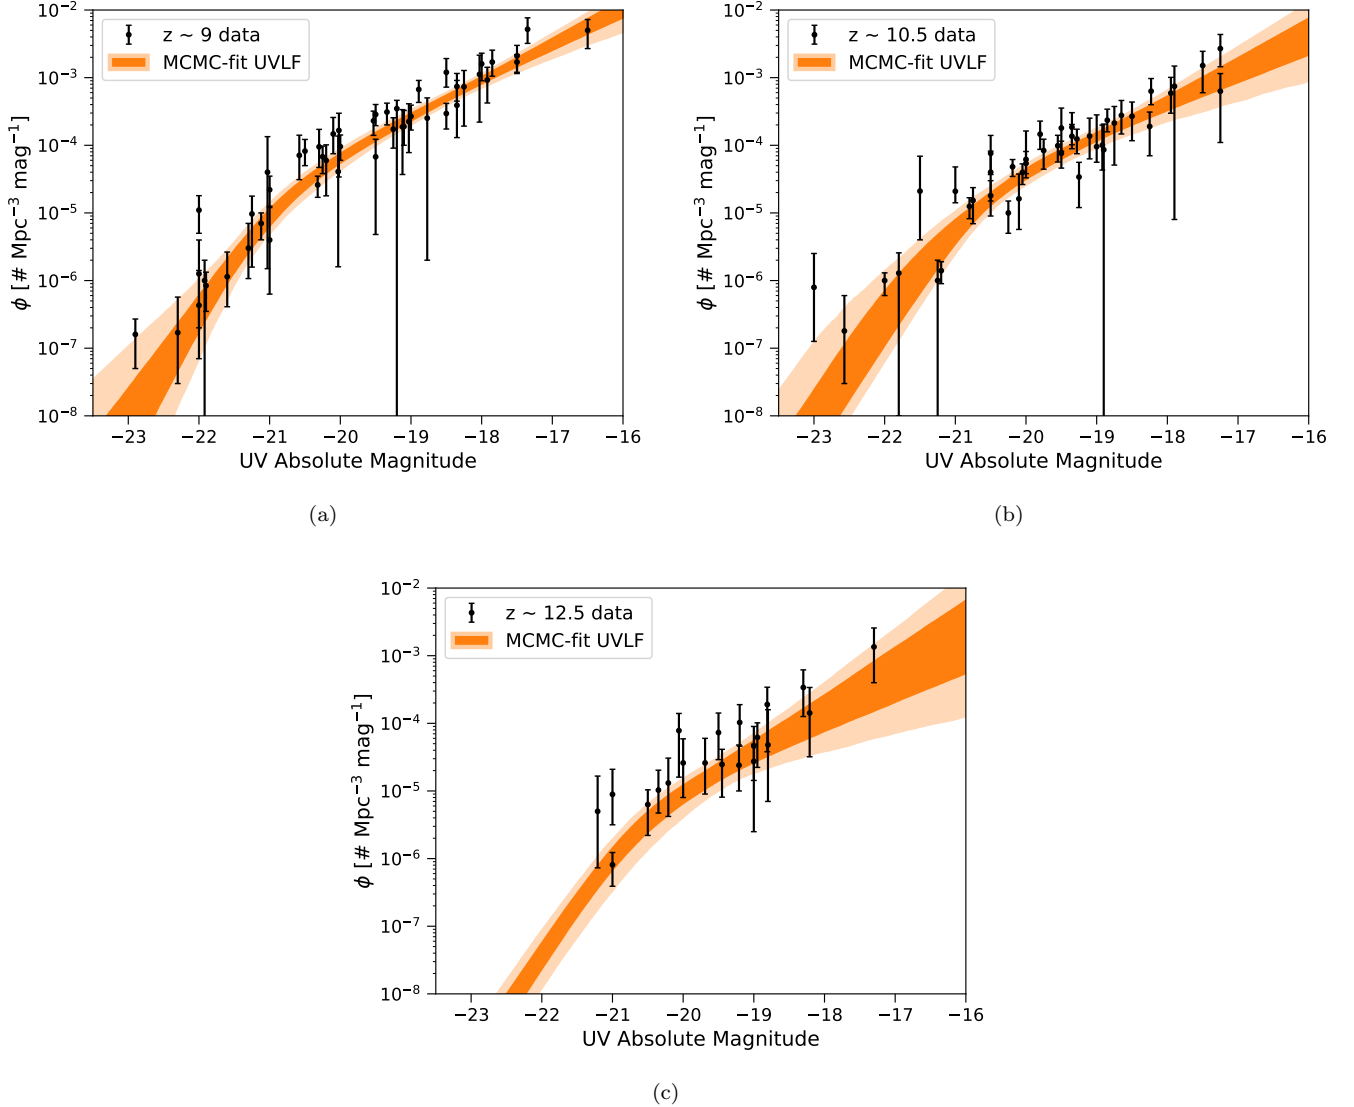 z ~ 9 data
MCMC-fit UVLF
10⁻²
10⁻³
10⁻⁴
10⁻⁵
10⁻⁶
10⁻⁷
10⁻⁸
ϕ [# Mpc⁻³ mag⁻¹]
−23 −22 −21 −20 −19 −18 −17 −16
UV Absolute Magnitude
(a)
z ~ 10.5 data
MCMC-fit UVLF
10⁻²
10⁻³
10⁻⁴
10⁻⁵
10⁻⁶
10⁻⁷
10⁻⁸
ϕ [# Mpc⁻³ mag⁻¹]
−23 −22 −21 −20 −19 −18 −17 −16
UV Absolute Magnitude
(b)
z ~ 12.5 data
MCMC-fit UVLF
10⁻²
10⁻³
10⁻⁴
10⁻⁵
10⁻⁶
10⁻⁷
10⁻⁸
ϕ [# Mpc⁻³ mag⁻¹]
−23 −22 −21 −20 −19 −18 −17 −16
UV Absolute Magnitude
(c)